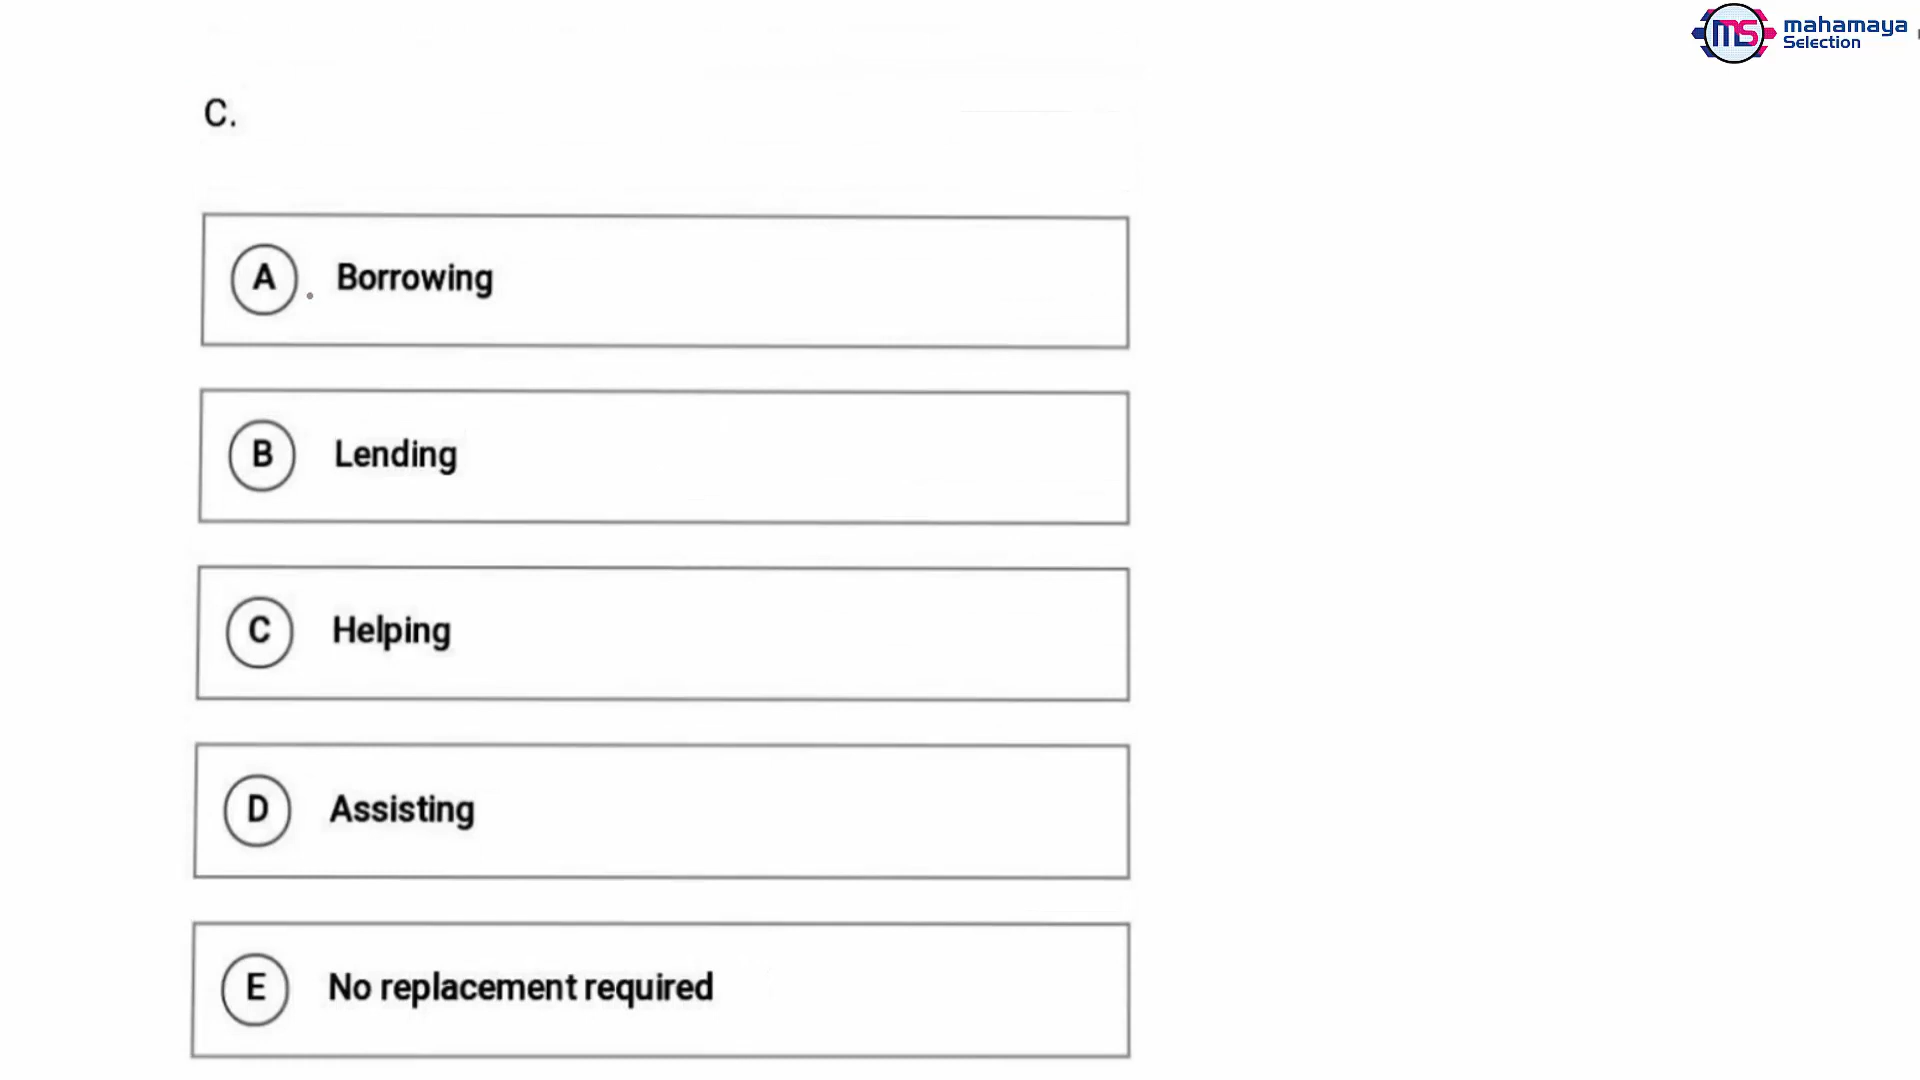 mahamaya
Selection
C.
A Borrowing
B Lending
C Helping
D Assisting
E No replacement required